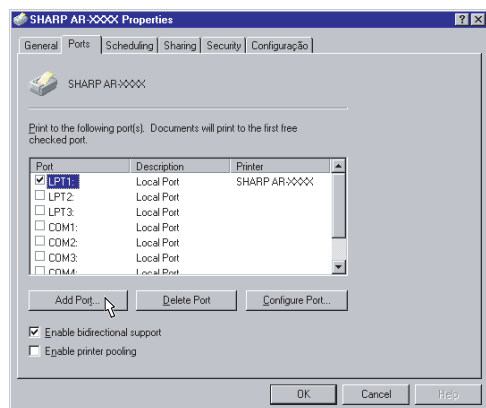 SHARP AR-XXXX Properties
General Ports Scheduling Sharing Security Configuração
SHARP AR-XXXX
Print to the following port(s). Documents will print to the first free
checked port.
Port Description Printer
LPT1: Local Port SHARP AR-XXXX
LPT2: Local Port
LPT3: Local Port
COM1: Local Port
COM2: Local Port
COM3: Local Port
COM4: Local Port
Add Port... Delete Port Configure Port...
Enable bidirectional support
Enable printer pooling
OK Cancel Help